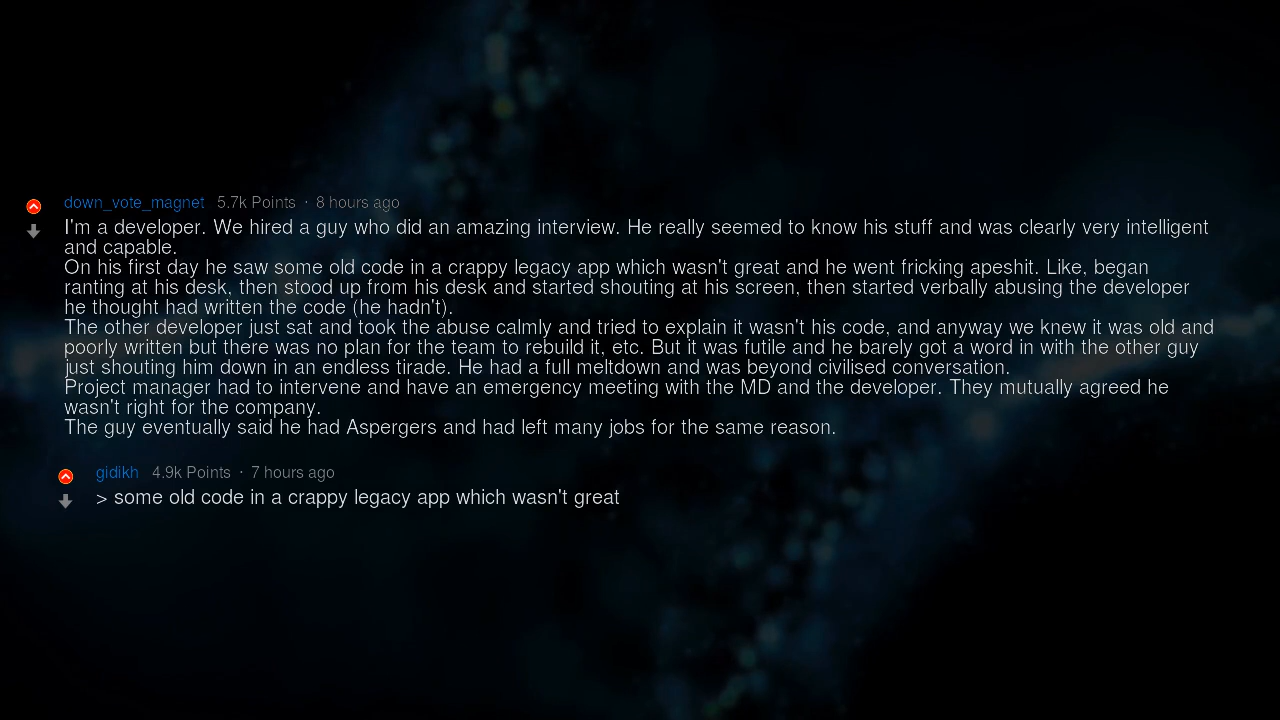 down_vote_magnet 5.7k Points · 8 hours ago
I'm a developer. We hired a guy who did an amazing interview. He really seemed to know his stuff and was clearly very intelligent
and capable.
On his first day he saw some old code in a crappy legacy app which wasn't great and he went fricking apeshit. Like, began
ranting at his desk, then stood up from his desk and started shouting at his screen, then started verbally abusing the developer
he thought had written the code (he hadn't).
The other developer just sat and took the abuse calmly and tried to explain it wasn't his code, and anyway we knew it was old and
poorly written but there was no plan for the team to rebuild it, etc. But it was futile and he barely got a word in with the other guy
just shouting him down in an endless tirade. He had a full meltdown and was beyond civilised conversation.
Project manager had to intervene and have an emergency meeting with the MD and the developer. They mutually agreed he
wasn't right for the company.
The guy eventually said he had Aspergers and had left many jobs for the same reason.
gidikh 4.9k Points · 7 hours ago
> some old code in a crappy legacy app which wasn't great